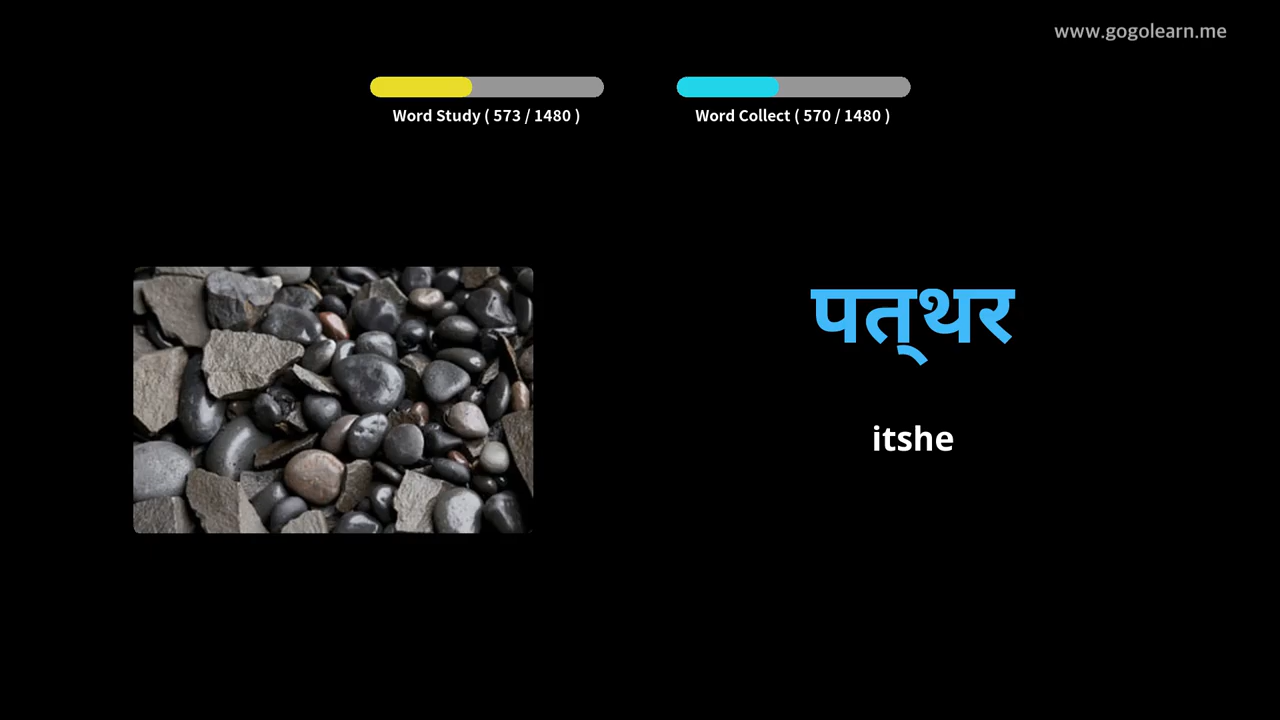 www.gogolearn.me
Word Study ( 573 / 1480 )
Word Collect ( 570 / 1480 )
पत्‌थर
itshe